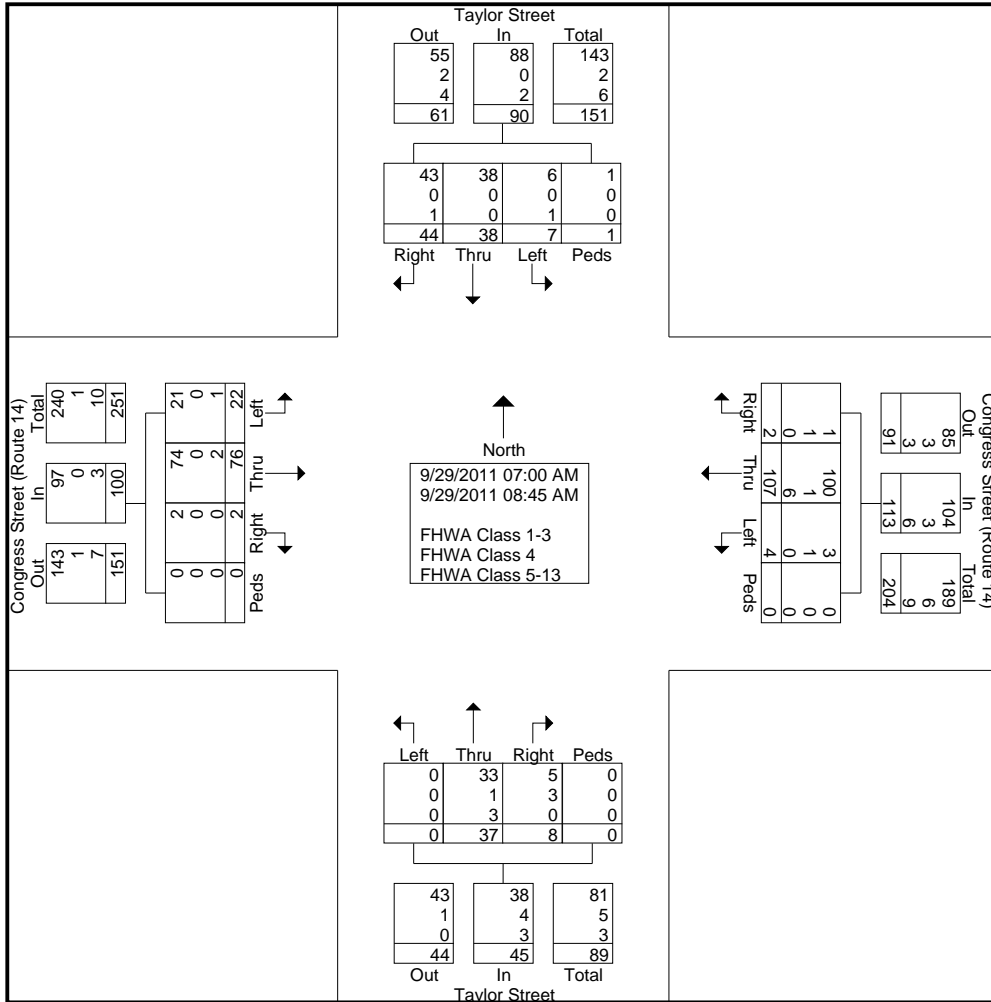 Taylor Street
Out In Total
55 88 143
2 0 2
4 2 6
61 90 151
43 38 6 1
0 0 0 0
1 0 1 0
44 38 7 1
Right Thru Left Peds
Congress Street (Route 14)
Total In Out
240 1 10 251
97 0 3 100
143 1 7 151
21 0 1 22
74 0 2 76
2 0 0 2
0 0 0 0
Left Thru Right Peds
North
9/29/2011 07:00 AM
9/29/2011 08:45 AM
FHWA Class 1-3
FHWA Class 4
FHWA Class 5-13
Right Thru Left Peds
1 1 0 2
100 1 6 107
3 1 0 4
0 0 0 0
Congress Street (Route 14)
Out In Total
85 3 3 91
104 3 6 113
189 6 9 204
Left Thru Right Peds
0 33 5 0
0 1 3 0
0 3 0 0
0 37 8 0
43 38 81
1 4 5
0 3 3
44 45 89
Out In Total
Taylor Street